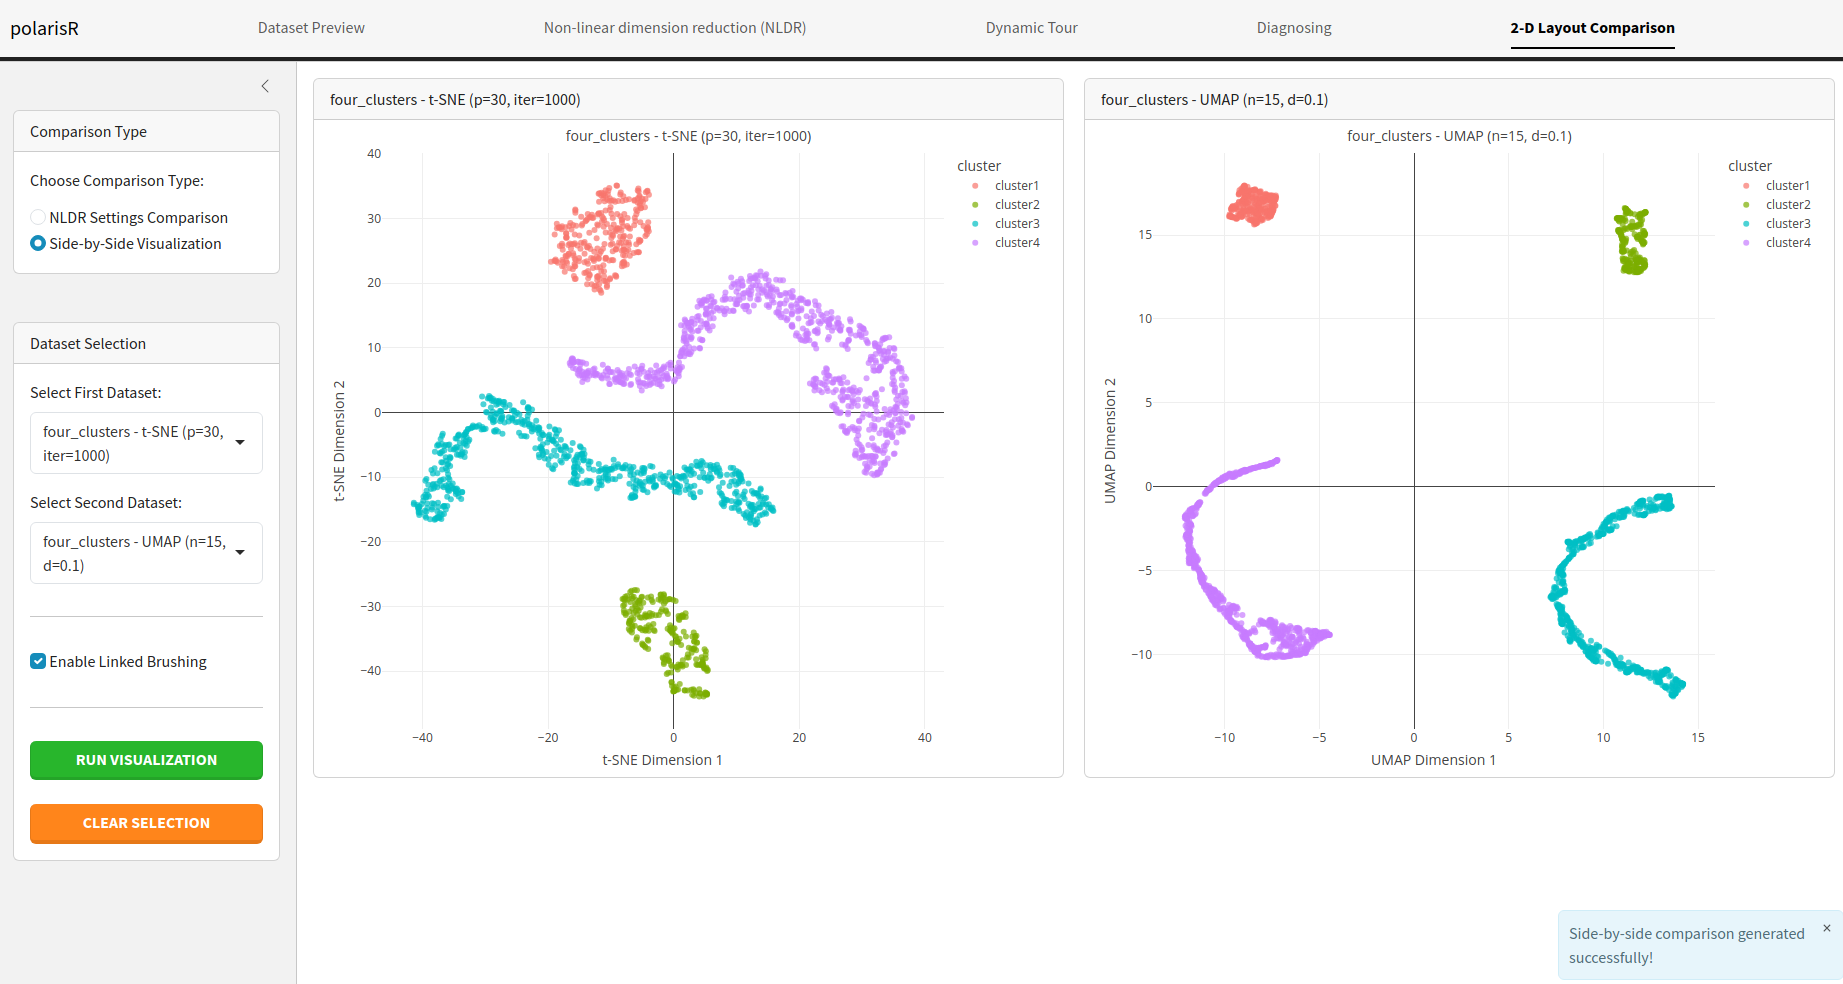 polarisR
Dataset Preview
Non-linear dimension reduction (NLDR)
Dynamic Tour
Diagnosing
2-D Layout Comparison
Comparison Type
Choose Comparison Type:
NLDR Settings Comparison
Side-by-Side Visualization
Dataset Selection
Select First Dataset:
four_clusters - t-SNE (p=30,
iter=1000)
Select Second Dataset:
four_clusters - UMAP (n=15,
d=0.1)
Enable Linked Brushing
RUN VISUALIZATION
CLEAR SELECTION
four_clusters - t-SNE (p=30, iter=1000)
four_clusters - t-SNE (p=30, iter=1000)
cluster
cluster1
cluster2
cluster3
cluster4
40
30
20
10
0
−10
−20
−30
−40
t-SNE Dimension 2
−40
−20
0
20
40
t-SNE Dimension 1
four_clusters - UMAP (n=15, d=0.1)
four_clusters - UMAP (n=15, d=0.1)
cluster
cluster1
cluster2
cluster3
cluster4
15
10
5
0
−5
−10
UMAP Dimension 2
−10
−5
0
5
10
15
UMAP Dimension 1
Side-by-side comparison generated ×
successfully!